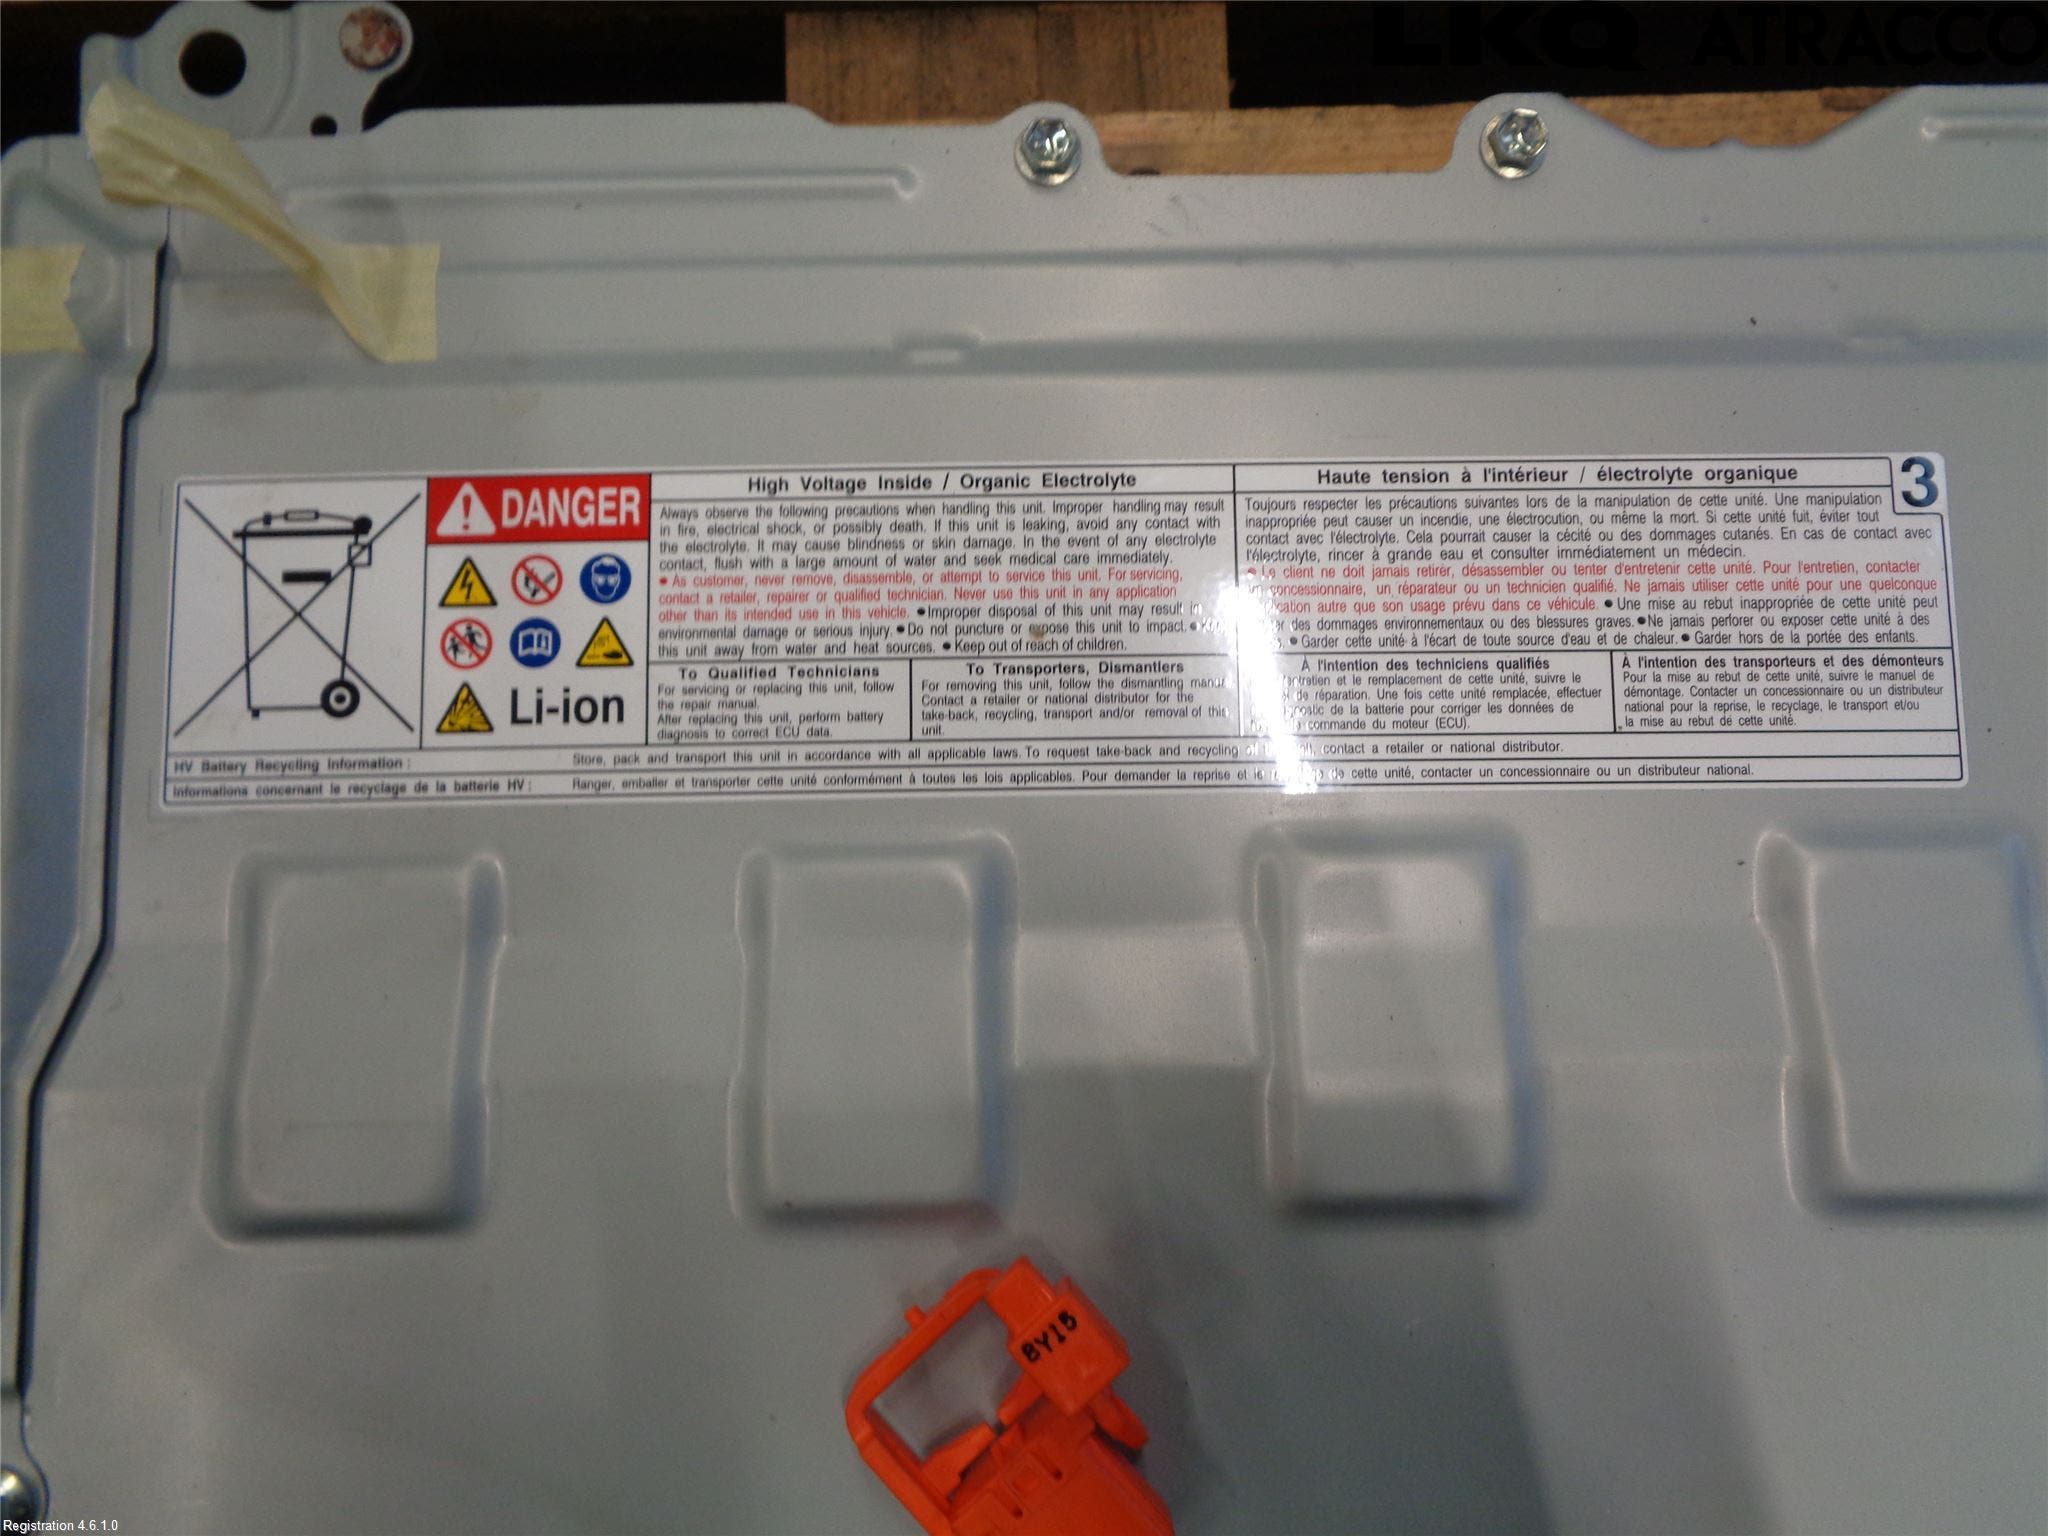 LKQ ATRACCO
DANGER
Li-ion
High Voltage Inside / Organic Electrolyte
Always observe the following precautions when handling this unit. Improper handling may result
in fire, electrical shock, or possibly death. If this unit is leaking, avoid any contact with
the electrolyte. It may cause blindness or skin damage. In the event of any electrolyte
contact, flush with a large amount of water and seek medical care immediately.
● As customer, never remove, disassemble, or attempt to service this unit. For servicing,
contact a retailer, repairer or qualified technician. Never use this unit in any application
other than its intended use in this vehicle. ●Improper disposal of this unit may result in
environmental damage or serious injury. ●Do not puncture or expose this unit to impact. ●
this unit away from water and heat sources. ●Keep out of reach of children.
To Qualified Technicians
For servicing or replacing this unit, follow
the repair manual.
After replacing this unit, perform battery
diagnosis to correct ECU data.
To Transporters, Dismantlers
For removing this unit, follow the dismantling
Contact a retailer or national distributor for the
take-back, recycling, transport and/or removal of this
unit.
Haute tension à l'intérieur / électrolyte organique
3
Toujours respecter les précautions suivantes lors de la manipulation de cette unité. Une manipulation
inappropriée peut causer un incendie, une électrocution, ou même la mort. Si cette unité fuit, éviter tout
contact avec l'électrolyte. Cela pourrait causer la cécité ou des dommages cutanés. En cas de contact avec
l'électrolyte, rincer à grande eau et consulter immédiatement un médecin.
● Le client ne doit jamais retirer, désassembler ou tenter d'entretenir cette unité. Pour l'entretien, contacter
un concessionnaire, un réparateur ou un technicien qualifié. Ne jamais utiliser cette unité pour une quelconque
autre que son usage prévu dans ce véhicule. ● Une mise au rebut inappropriée de cette unité peut
des dommages environnementaux ou des blessures graves. ●Ne jamais perforer ou exposer cette unité à des
● Garder cette unité à l'écart de toute source d'eau et de chaleur. ● Garder hors de la portée des enfants.
À l'intention des techniciens qualifiés
et le remplacement de cette unité, suivre le
de réparation. Une fois cette unité remplacée, effectuer
de la batterie pour corriger les données de
commande du moteur (ECU).
À l'intention des transporteurs et des démonteurs
Pour la mise au rebut de cette unité, suivre le manuel de
démontage. Contacter un concessionnaire ou un distributeur
national pour la reprise, le recyclage, le transport et/ou
la mise au rebut de cette unité.
HV Battery Recycling Information : Store, pack and transport this unit in accordance with all applicable laws. To request take-back and recycling of contact a retailer or national distributor.
Informations concernant le recyclage de la batterie HV : Ranger, emballer et transporter cette unité conformément à toutes les lois applicables. Pour demander la reprise et le de cette unité, contacter un concessionnaire ou un distributeur national.
8Y15
Registration 4.6.1.0